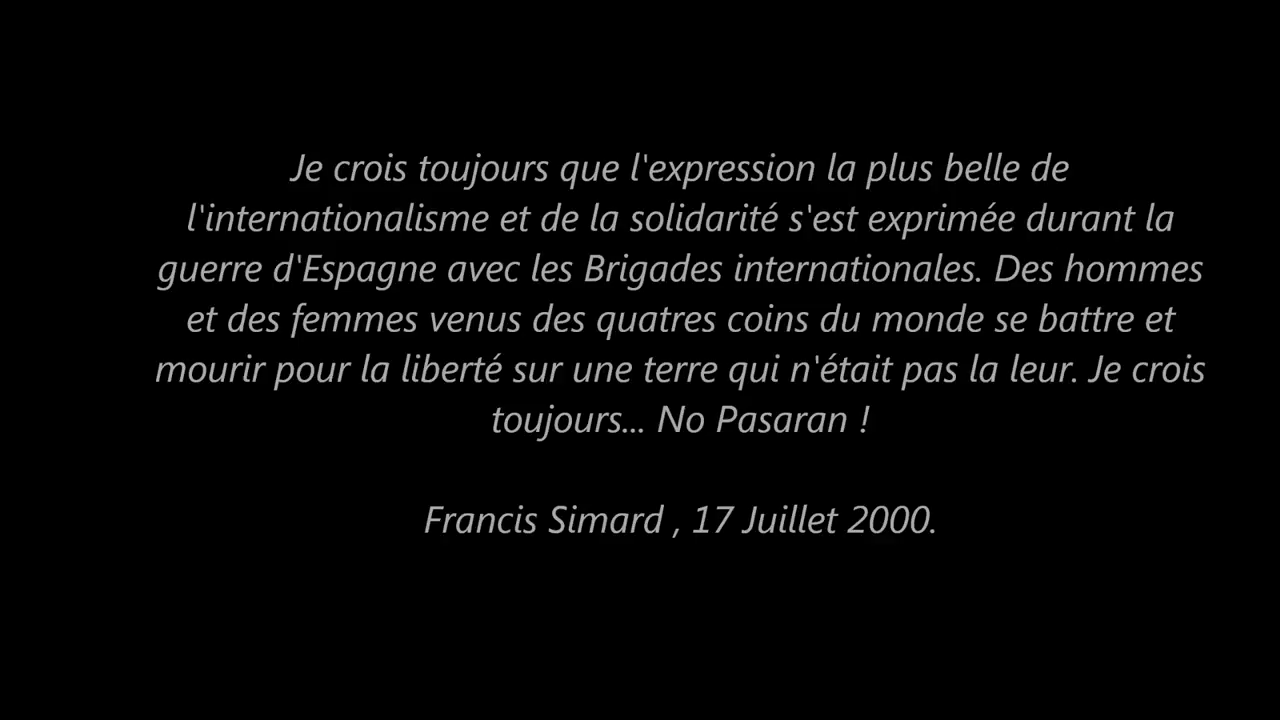 Je crois toujours que l'expression la plus belle de
l'internationalisme et de la solidarité s'est exprimée durant la
guerre d'Espagne avec les Brigades internationales. Des hommes
et des femmes venus des quatres coins du monde se battre et
mourir pour la liberté sur une terre qui n'était pas la leur. Je crois
toujours... No Pasaran !
Francis Simard , 17 Juillet 2000.